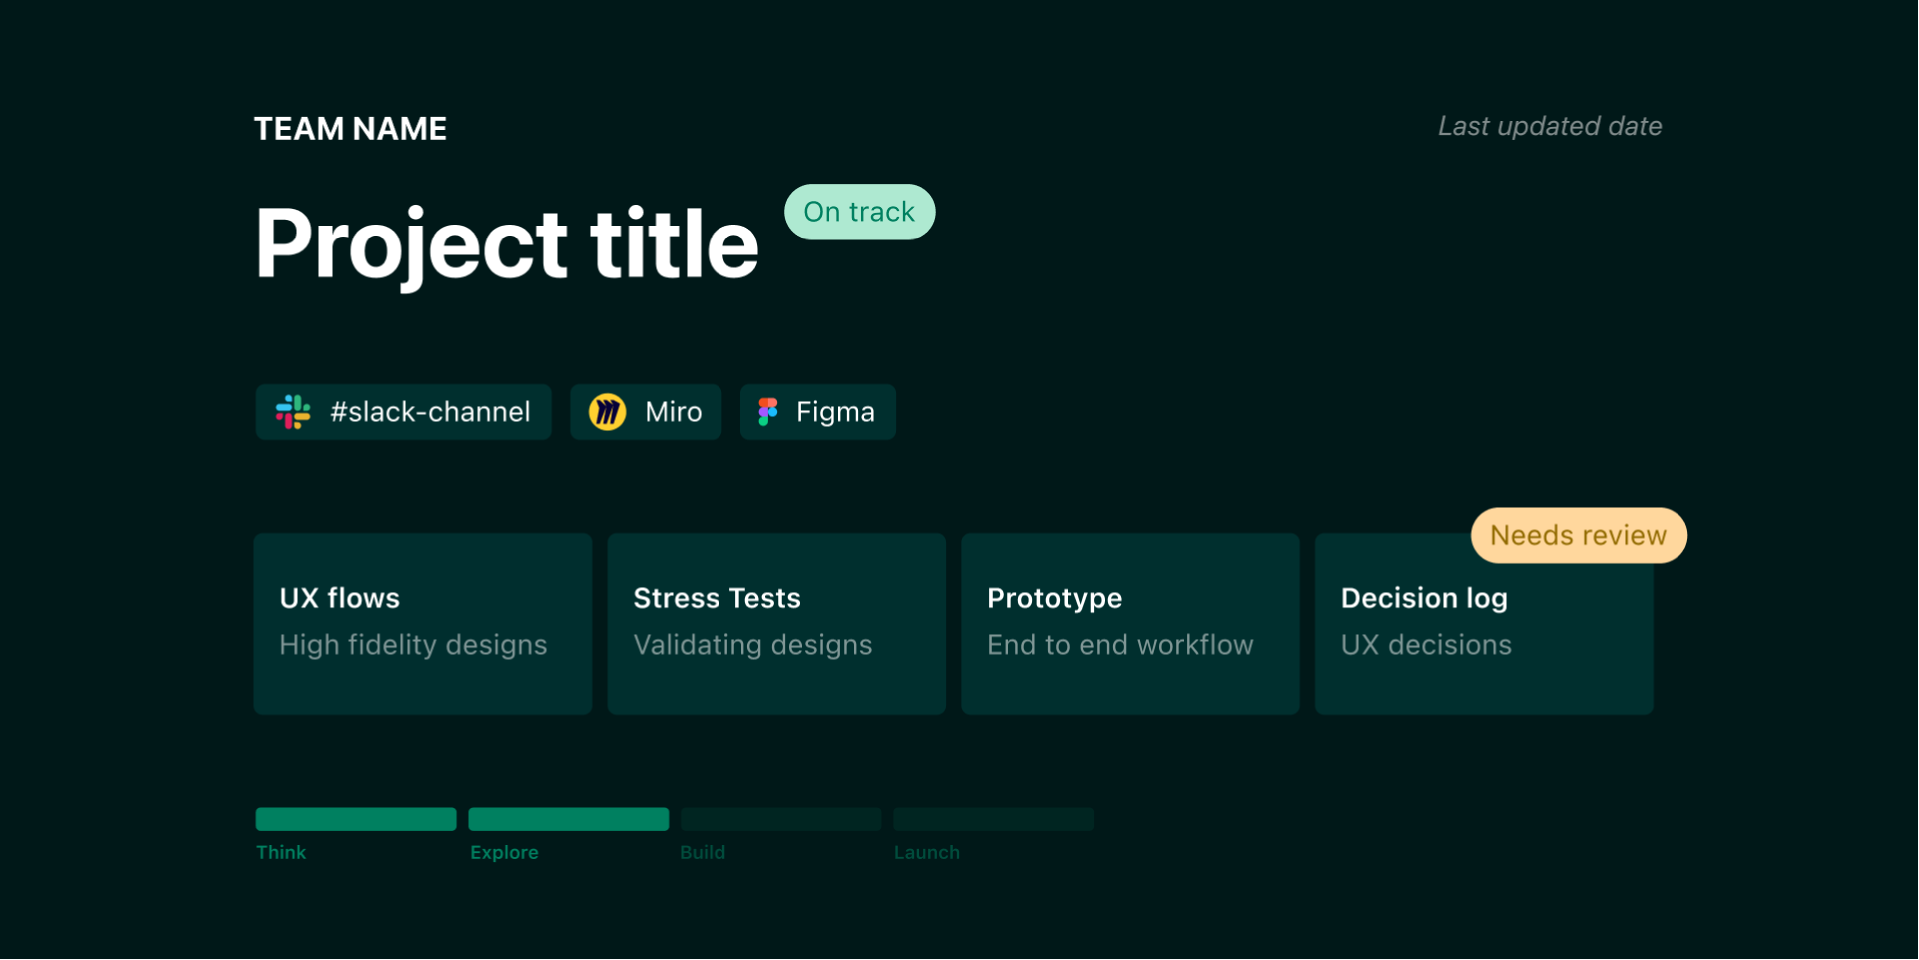 TEAM NAME
Last updated date
Project title
On track
#slack-channel
Miro
Figma
Needs review
UX flows
High fidelity designs
Stress Tests
Validating designs
Prototype
End to end workflow
Decision log
UX decisions
Think
Explore
Build
Launch